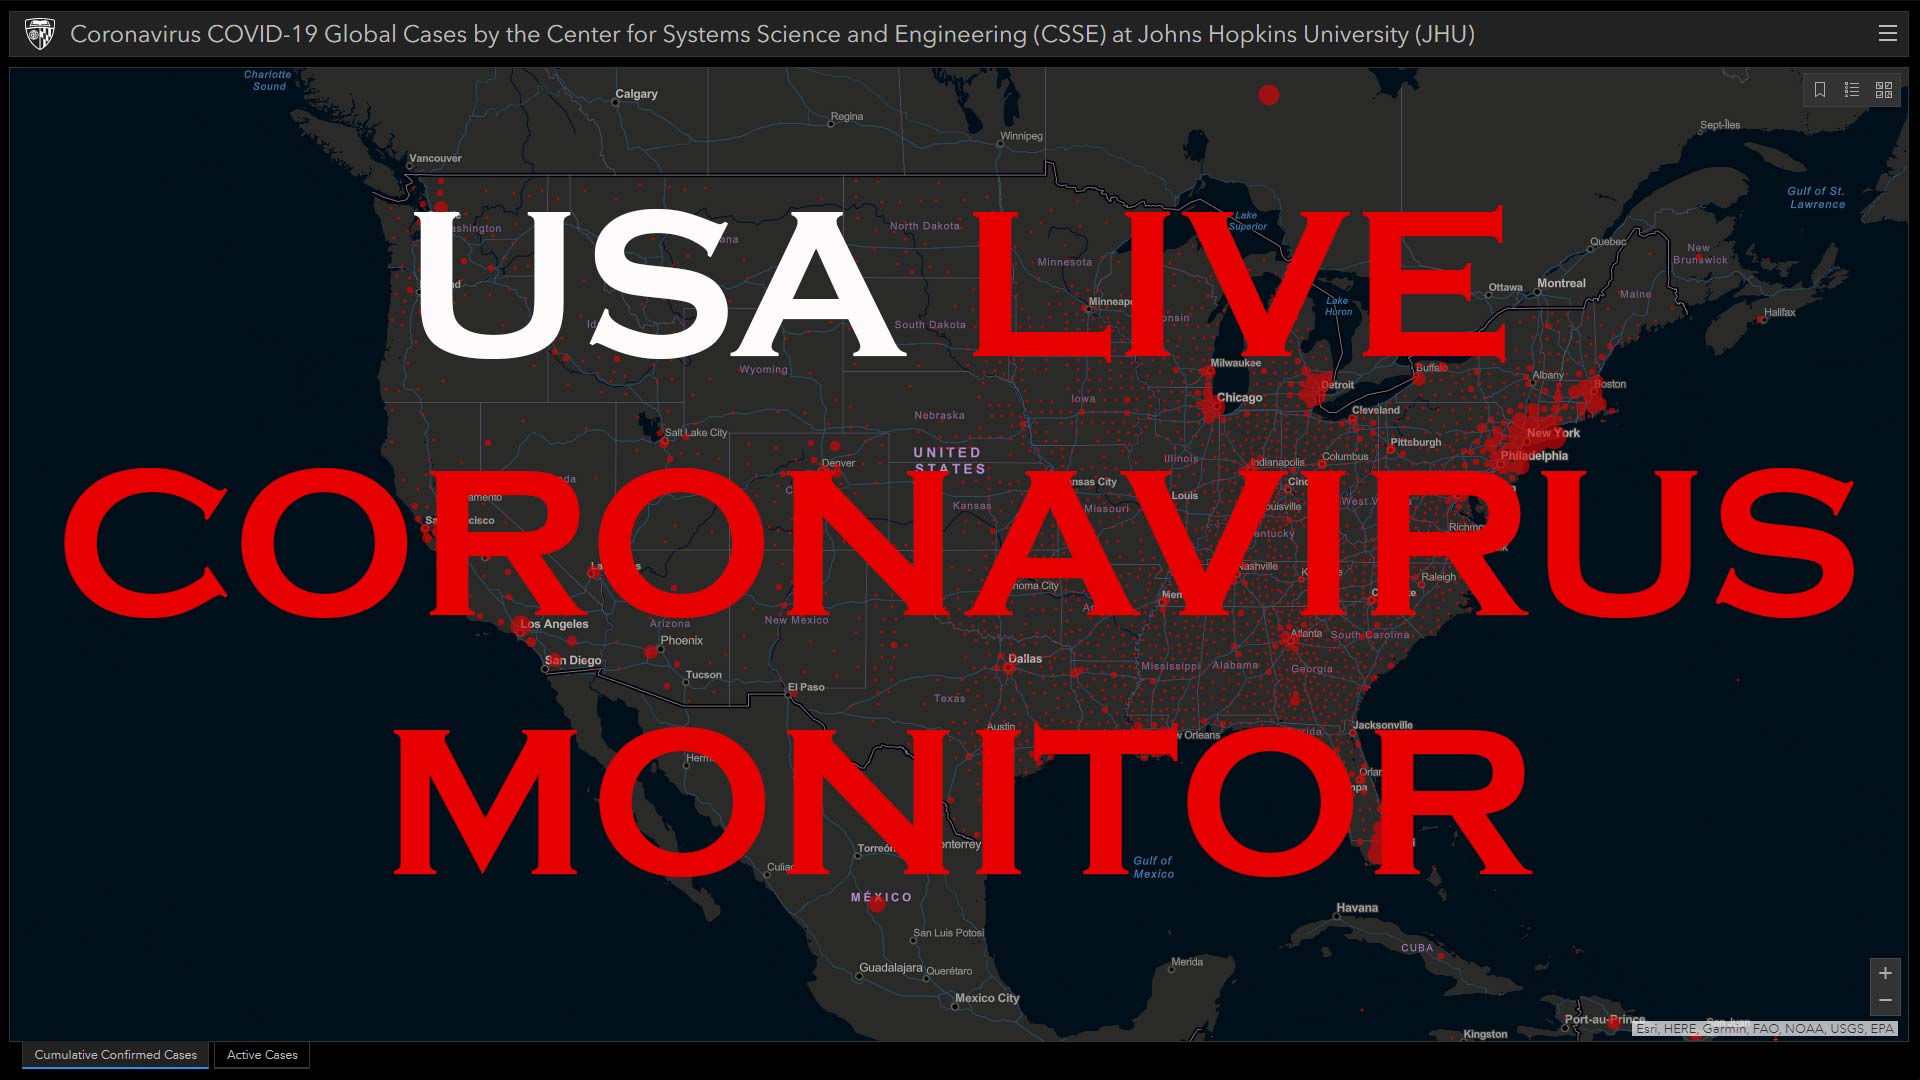 Coronavirus COVID-19 Global Cases by the Center for Systems Science and Engineering (CSSE) at Johns Hopkins University (JHU)
Charlotte
Sound
Calgary
Regina
Winnipeg
Vancouver
Sept-Îles
Gulf of St.
Lawrence
USA LIVE
North Dakota
Lake
Superior
Quebec
New
Brunswick
Minnesota
Ottawa
Montreal
Maine
Lake
Huron
Halifax
South Dakota
Wyoming
Milwaukee
Buffalo
Albany
Detroit
Boston
Chicago
Iowa
Cleveland
Nebraska
Salt Lake City
New York
Pittsburgh
UNITED
STATES
Philadelphia
Denver
Illinois
Indianapolis
Columbus
CORONAVIRUS
Kansas
Missouri
Louis
Nashville
Raleigh
Los Angeles
Arizona
New Mexico
Phoenix
Atlanta
South Carolina
San Diego
Dallas
Mississippi
Alabama
Georgia
Tucson
El Paso
Texas
Austin
Jacksonville
MONITOR
Gulf of
Mexico
MÉXICO
Havana
San Luis Potosí
CUBA
Guadalajara
Querétaro
Merida
Mexico City
Port-au-Prince
Kingston
Esri, HERE, Garmin, FAO, NOAA, USGS, EPA
Cumulative Confirmed Cases
Active Cases